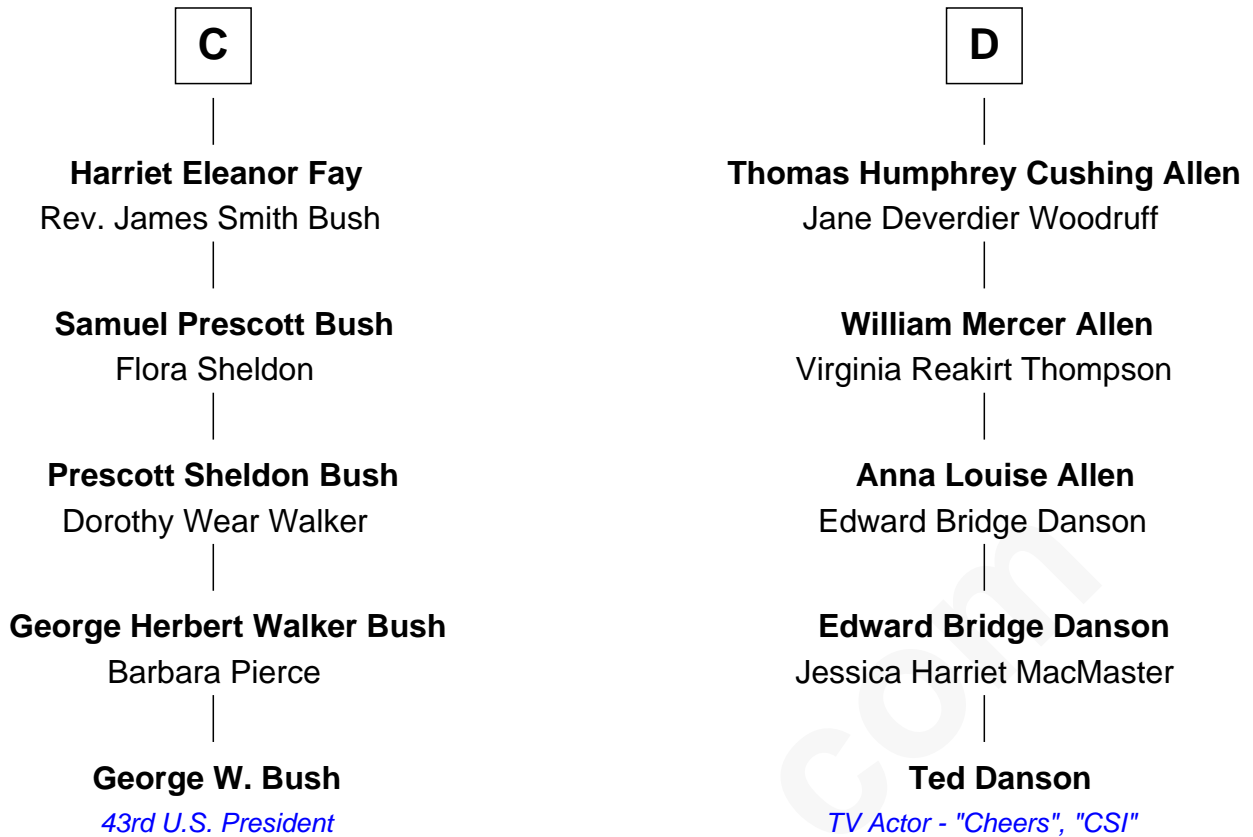 C
Harriet Eleanor Fay
Rev. James Smith Bush
Samuel Prescott Bush
Flora Sheldon
Prescott Sheldon Bush
Dorothy Wear Walker
George Herbert Walker Bush
Barbara Pierce
George W. Bush
43rd U.S. President
D
Thomas Humphrey Cushing Allen
Jane Deverdier Woodruff
William Mercer Allen
Virginia Reakirt Thompson
Anna Louise Allen
Edward Bridge Danson
Edward Bridge Danson
Jessica Harriet MacMaster
Ted Danson
TV Actor - "Cheers", "CSI"
com